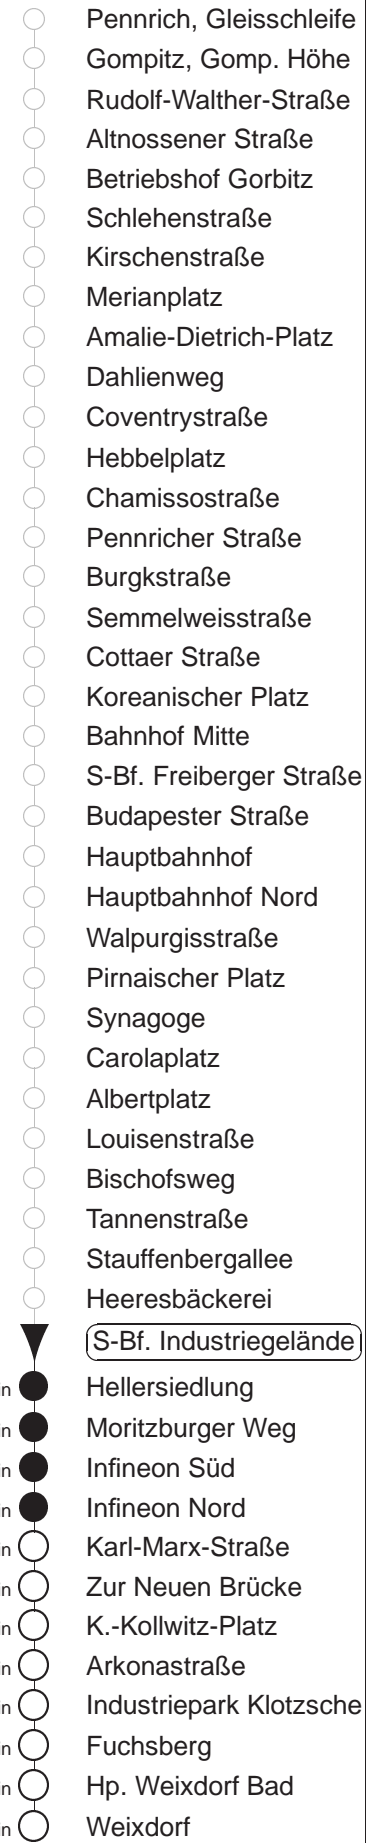 Pennrich, Gleisschleife
Gompitz, Gomp. Höhe
Rudolf-Walther-Straße
Altnossener Straße
Betriebshof Gorbitz
Schlehenstraße
Kirschenstraße
Merianplatz
Amalie-Dietrich-Platz
Dahlienweg
Coventrystraße
Hebbelplatz
Chamissostraße
Pennricher Straße
Burgkstraße
Semmelweisstraße
Cottaer Straße
Koreanischer Platz
Bahnhof Mitte
S-Bf. Freiberger Straße
Budapester Straße
Hauptbahnhof
Hauptbahnhof Nord
Walpurgisstraße
Pirnaischer Platz
Synagoge
Carolaplatz
Albertplatz
Louisenstraße
Bischofsweg
Tannenstraße
Stauffenbergallee
Heeresbäckerei
S-Bf. Industriegelände
Hellersiedlung
Moritzburger Weg
Infineon Süd
Infineon Nord
Karl-Marx-Straße
Zur Neuen Brücke
K.-Kollwitz-Platz
Arkonastraße
Industriepark Klotzsche
Fuchsberg
Hp. Weixdorf Bad
Weixdorf